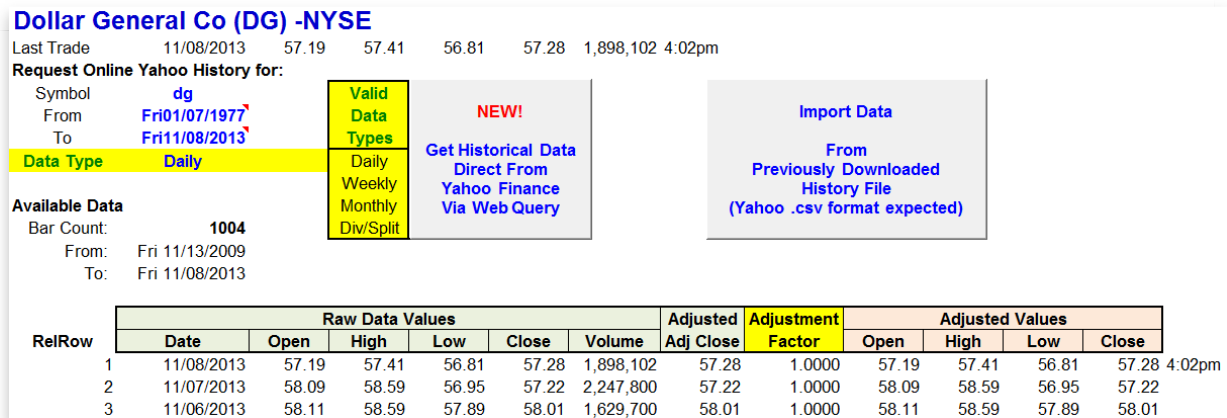 Dollar General Co (DG) -NYSE
Last Trade 11/08/2013 57.19 57.41 56.81 57.28 1,898,102 4:02pm
Request Online Yahoo History for:
Symbol dg
From Fri01/07/1977
To Fri11/08/2013
Data Type Daily
Valid
Data
Types
Daily
Weekly
Monthly
Div/Split
NEW!
Get Historical Data
Direct From
Yahoo Finance
Via Web Query
Import Data
From
Previously Downloaded
History File
(Yahoo .csv format expected)
Available Data
Bar Count: 1004
From: Fri 11/13/2009
To: Fri 11/08/2013
Raw Data Values Adjusted Adjustment Adjusted Values
RelRow Date Open High Low Close Volume Adj Close Factor Open High Low Close
1 11/08/2013 57.19 57.41 56.81 57.28 1,898,102 57.28 1.0000 57.19 57.41 56.81 57.28 4:02pm
2 11/07/2013 58.09 58.59 56.95 57.22 2,247,800 57.22 1.0000 58.09 58.59 56.95 57.22
3 11/06/2013 58.11 58.59 57.89 58.01 1,629,700 58.01 1.0000 58.11 58.59 57.89 58.01